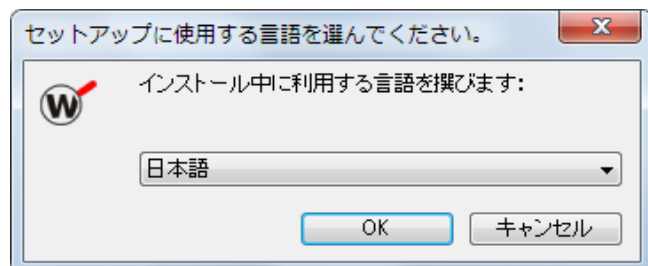 セットアップに使用する言語を選んでください。
インストール中に利用する言語を撰びます:
W
日本語
OK
キャンセル